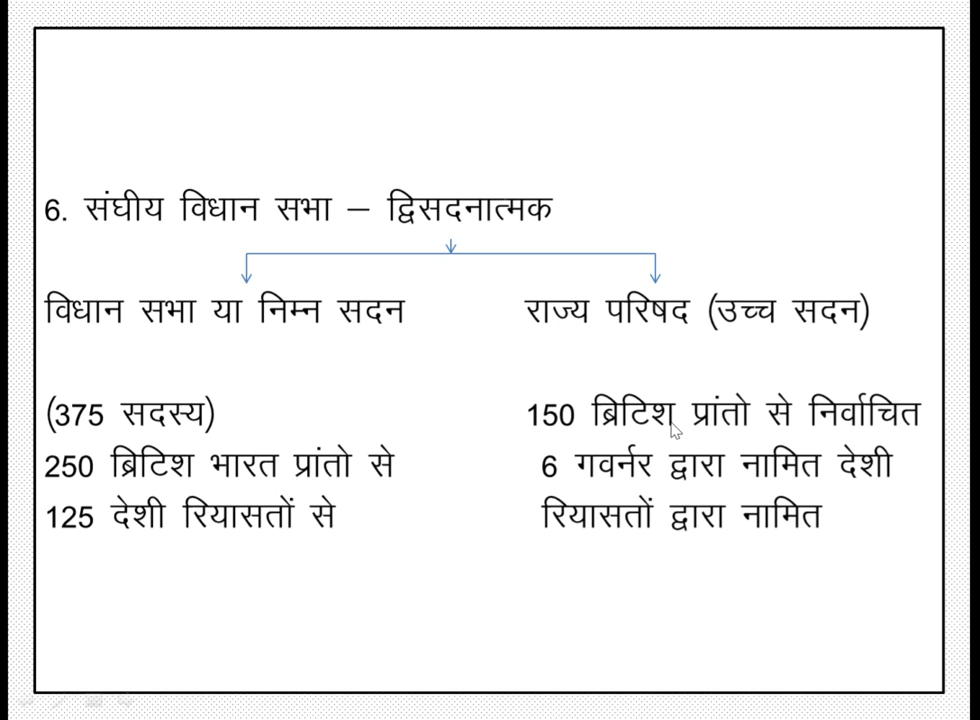 6. संघीय विधान सभा – द्विसदनात्मक
विधान सभा या निम्न सदन
(375 सदस्य)
250 ब्रिटिश भारत प्रांतो से
125 देशी रियासतों से
राज्य परिषद (उच्च सदन)
150 ब्रिटिश प्रांतो से निर्वाचित
6 गवर्नर द्वारा नामित देशी
रियासतों द्वारा नामित